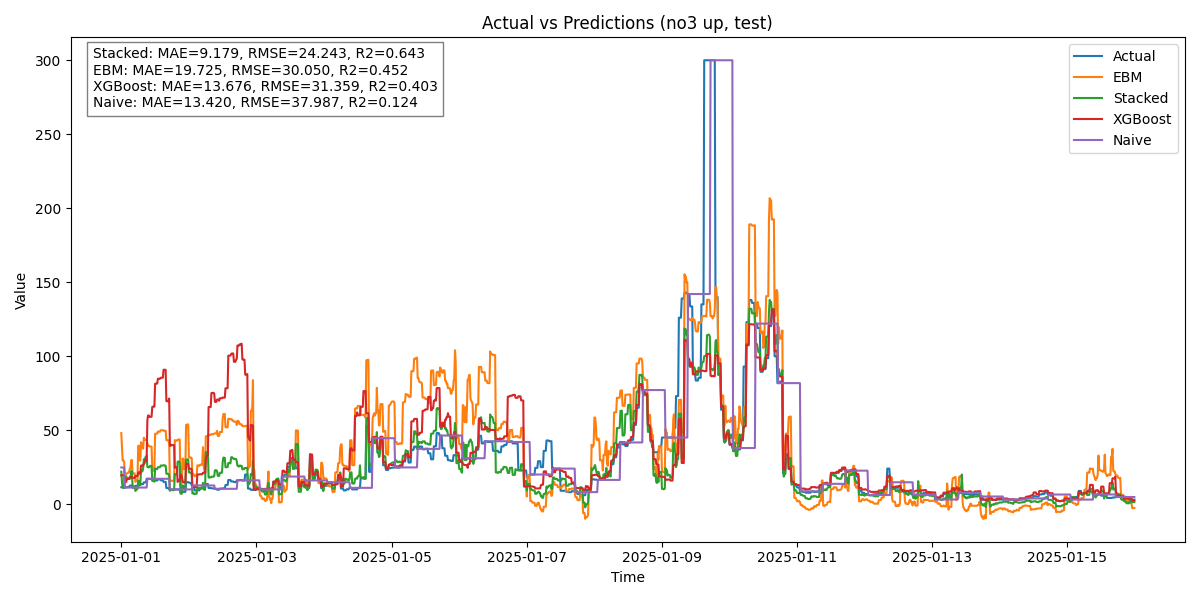 Actual vs Predictions (no3 up, test)
Stacked: MAE=9.179, RMSE=24.243, R2=0.643
EBM: MAE=19.725, RMSE=30.050, R2=0.452
XGBoost: MAE=13.676, RMSE=31.359, R2=0.403
Naive: MAE=13.420, RMSE=37.987, R2=0.124
Actual
EBM
Stacked
XGBoost
Naive
Value
300
250
200
150
100
50
0
2025-01-01 2025-01-03 2025-01-05 2025-01-07 2025-01-09 2025-01-11 2025-01-13 2025-01-15
Time